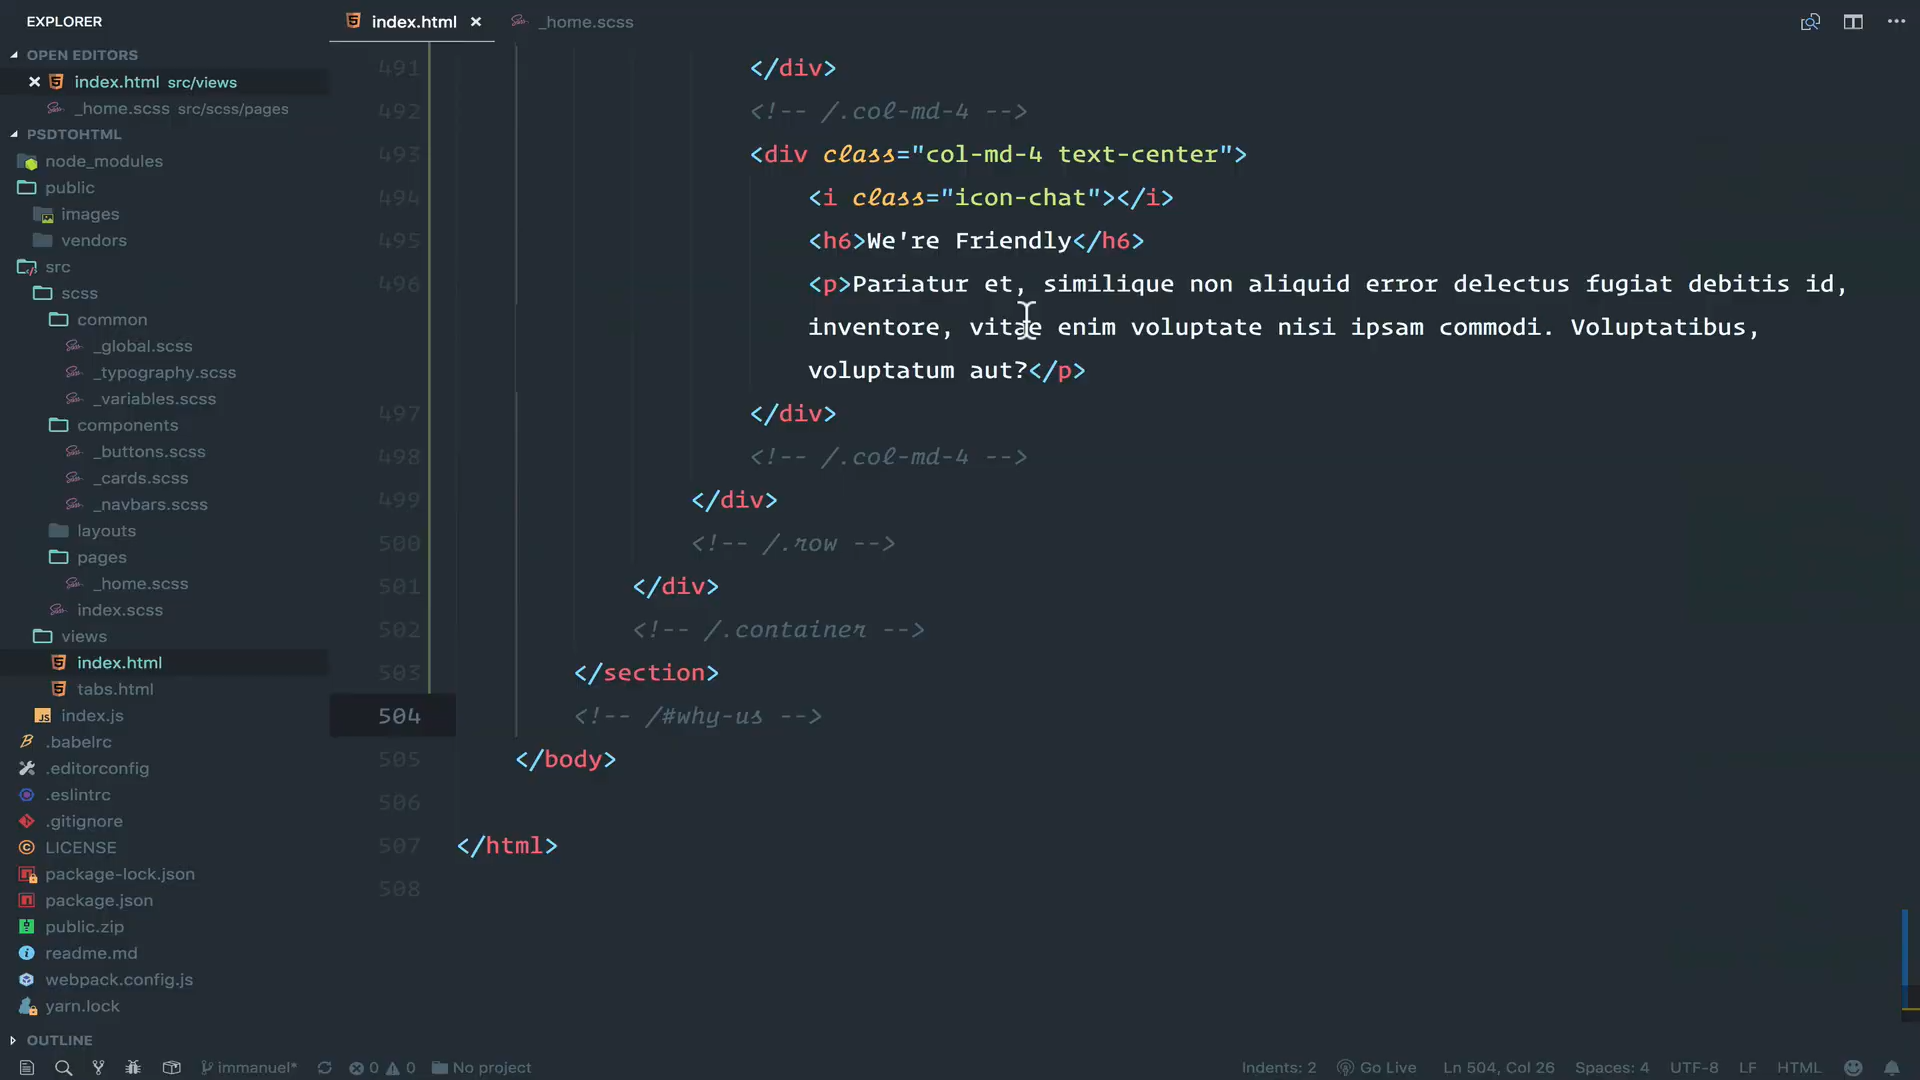 EXPLORER
OPEN EDITORS
index.html src/views
_home.scss src/scss/pages
PSDTOHTML
node_modules
public
images
vendors
src
scss
common
_global.scss
_typography.scss
_variables.scss
components
_buttons.scss
_cards.scss
_navbars.scss
layouts
pages
_home.scss
index.scss
views
index.html
tabs.html
JS index.js
.babelrc
.editorconfig
.eslintrc
.gitignore
LICENSE
package-lock.json
package.json
public.zip
readme.md
webpack.config.js
yarn.lock
OUTLINE
index.html
_home.scss
491 </div>
492 <!-- /.col-md-4 -->
493 <div class="col-md-4 text-center">
494 <i class="icon-chat"></i>
495 <h6>We're Friendly</h6>
496 <p>Pariatur et, similique non aliquid error delectus fugiat debitis id,
inventore, vitae enim voluptate nisi ipsam commodi. Voluptatibus,
voluptatum aut?</p>
497 </div>
498 <!-- /.col-md-4 -->
499 </div>
500 <!-- /.row -->
501 </div>
502 <!-- /.container -->
503 </section>
504 <!-- /#why-us -->
505 </body>
506
507 </html>
508
immanuel* 0 0 No project Indents: 2 Go Live Ln 504, Col 26 Spaces: 4 UTF-8 LF HTML